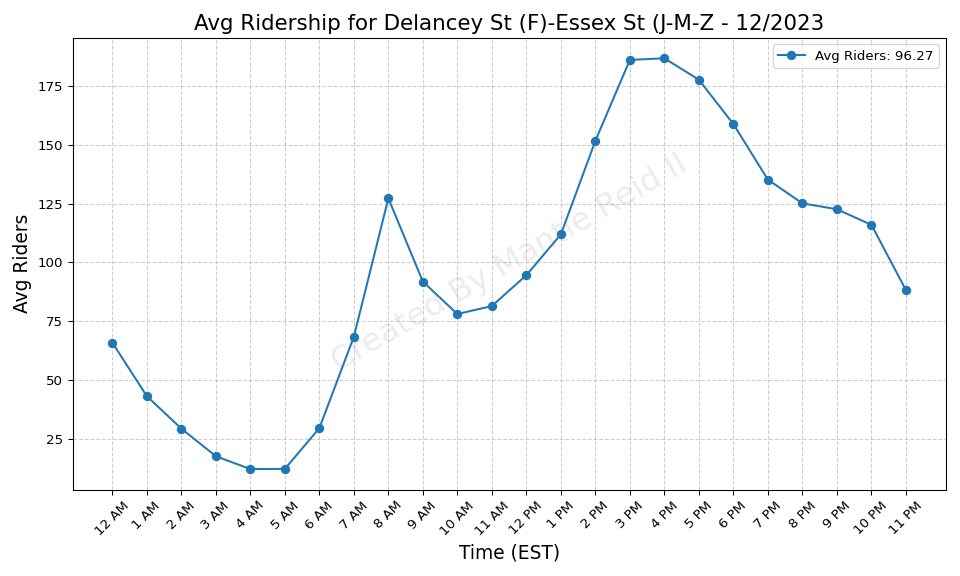 Avg Ridership for Delancey St (F)-Essex St (J-M-Z - 12/2023
Avg Riders: 96.27
Avg Riders
175
150
125
100
75
50
25
Created By Mantie Reid II
12 AM
1 AM
2 AM
3 AM
4 AM
5 AM
6 AM
7 AM
8 AM
9 AM
10 AM
11 AM
12 PM
1 PM
2 PM
3 PM
4 PM
5 PM
6 PM
7 PM
8 PM
9 PM
10 PM
11 PM
Time (EST)